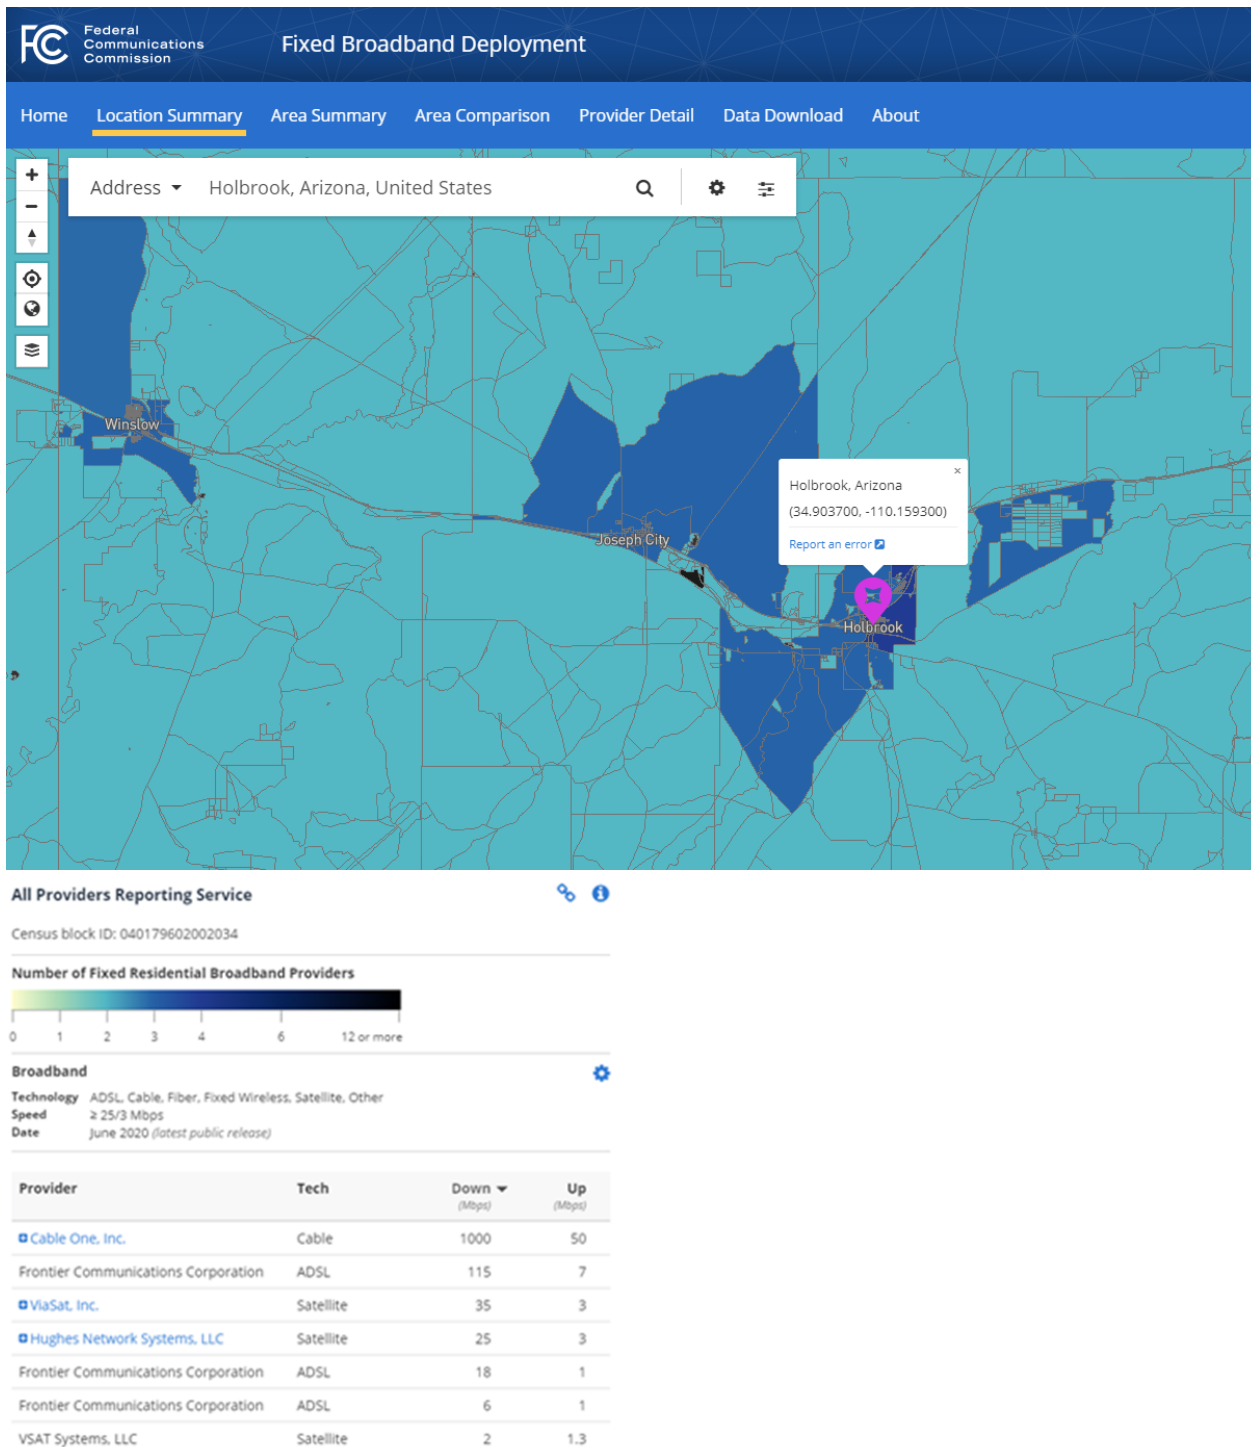 FC Federal
Communications
Commission
Fixed Broadband Deployment
Home Location Summary Area Summary Area Comparison Provider Detail Data Download About
+
−
Address Holbrook, Arizona, United States
Winslow
Joseph City
×
Holbrook, Arizona
(34.903700, -110.159300)
Report an error
Holbrook
All Providers Reporting Service
Census block ID: 040179602002034
Number of Fixed Residential Broadband Providers
0 1 2 3 4 6 12 or more
Broadband
Technology ADSL, Cable, Fiber, Fixed Wireless, Satellite, Other
Speed ≥ 25/3 Mbps
Date June 2020 (latest public release)
Provider Tech Down Up
(Mbps) (Mbps)
Cable One, Inc. Cable 1000 50
Frontier Communications Corporation ADSL 115 7
ViaSat, Inc. Satellite 35 3
Hughes Network Systems, LLC Satellite 25 3
Frontier Communications Corporation ADSL 18 1
Frontier Communications Corporation ADSL 6 1
VSAT Systems, LLC Satellite 2 1.3